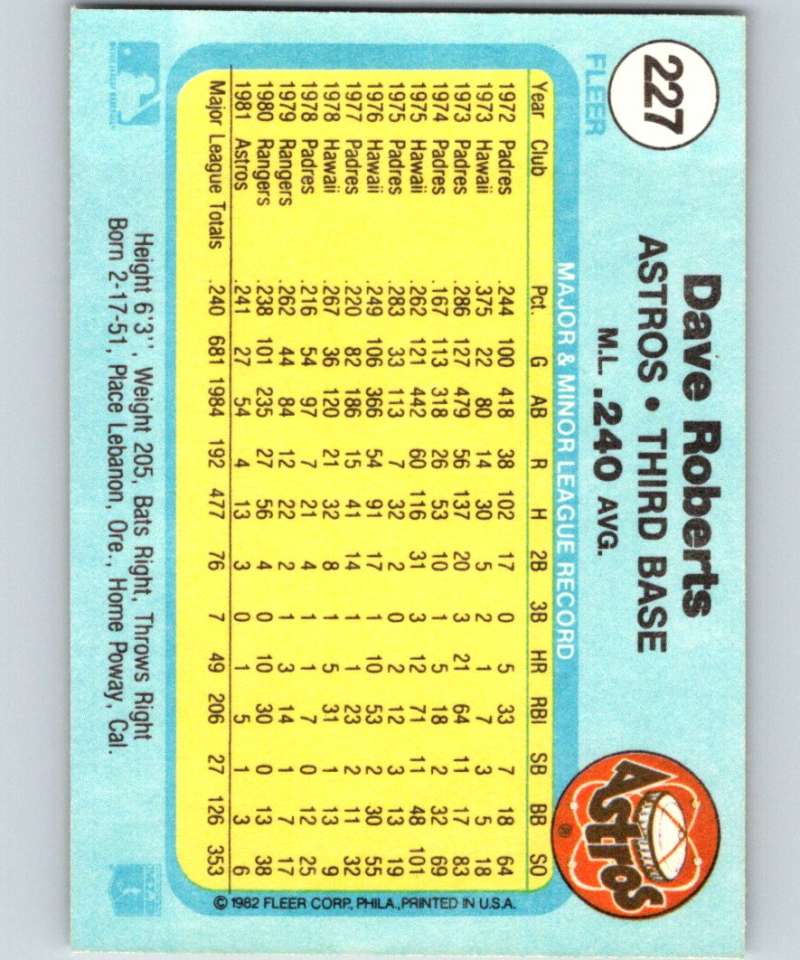 227
FLEER
Dave Roberts
ASTROS • THIRD BASE
M.L. .240 AVG.
Astros
®
MAJOR & MINOR LEAGUE RECORD
Year Club Pct. G AB R H 2B 3B HR RBI SB BB SO
1972 Padres .244 100 418 38 102 17 0 5 33 7 18 64
1973 Hawaii .375 22 80 14 30 5 2 1 7 3 5 18
1973 Padres .286 127 479 56 137 20 3 21 64 11 17 83
1974 Padres .167 113 318 26 53 10 1 5 18 2 32 69
1975 Hawaii .262 121 442 60 116 31 3 12 71 11 48 101
1975 Padres .283 33 113 7 32 2 0 2 12 3 13 19
1976 Hawaii .249 106 366 54 91 17 1 10 53 2 30 55
1977 Padres .220 82 186 15 41 14 1 1 23 2 11 32
1978 Hawaii .267 36 120 21 32 8 1 5 31 1 13 9
1978 Padres .216 54 97 7 21 4 1 1 7 0 12 25
1979 Rangers .262 44 84 12 22 2 1 3 14 1 7 17
1980 Rangers .238 101 235 27 56 4 0 10 30 0 13 38
1981 Astros .241 27 54 4 13 3 0 1 5 1 3 6
Major League Totals .240 681 1984 192 477 76 7 49 206 27 126 353
Height 6'3'', Weight 205, Bats Right, Throws Right
Born 2-17-51, Place Lebanon, Ore., Home Poway, Cal.
© 1982 FLEER CORP., PHILA., PRINTED IN U.S.A.